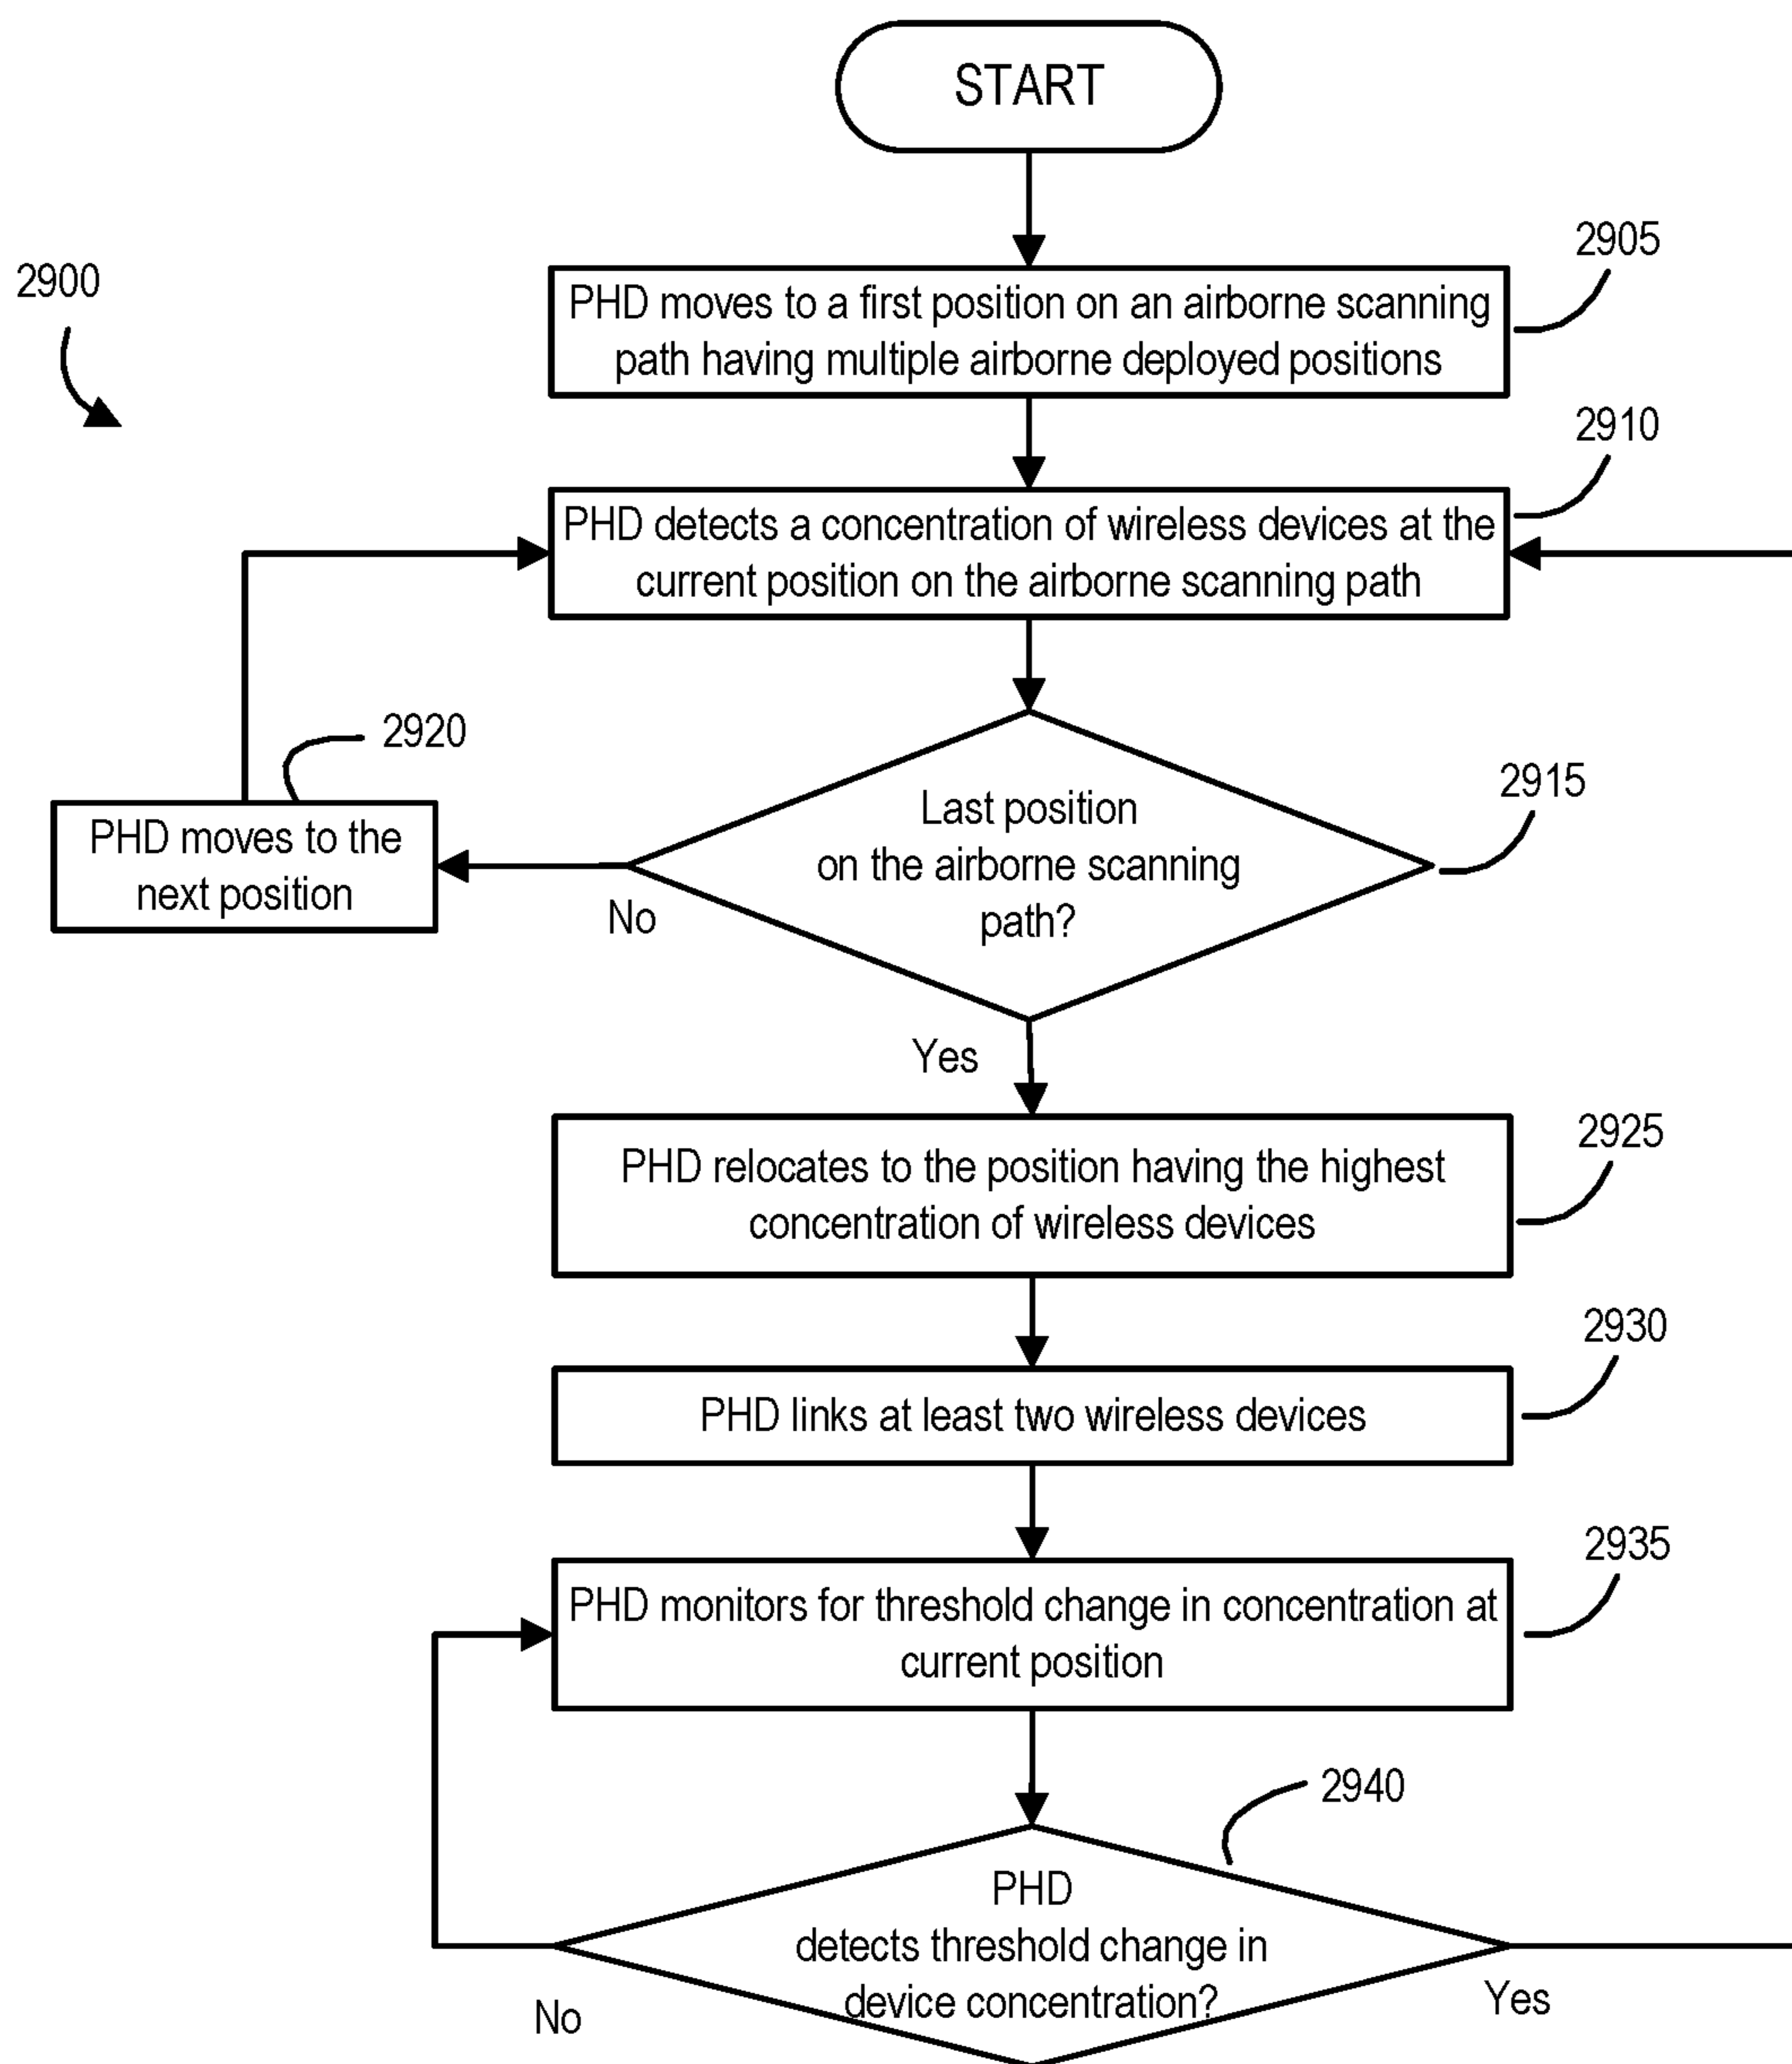 START
2900
2905
PHD moves to a first position on an airborne scanning
path having multiple airborne deployed positions
2910
PHD detects a concentration of wireless devices at the
current position on the airborne scanning path
2915
Last position
on the airborne scanning
path?
2920
PHD moves to the
next position
No
Yes
2925
PHD relocates to the position having the highest
concentration of wireless devices
2930
PHD links at least two wireless devices
2935
PHD monitors for threshold change in concentration at
current position
2940
PHD
detects threshold change in
device concentration?
No
Yes